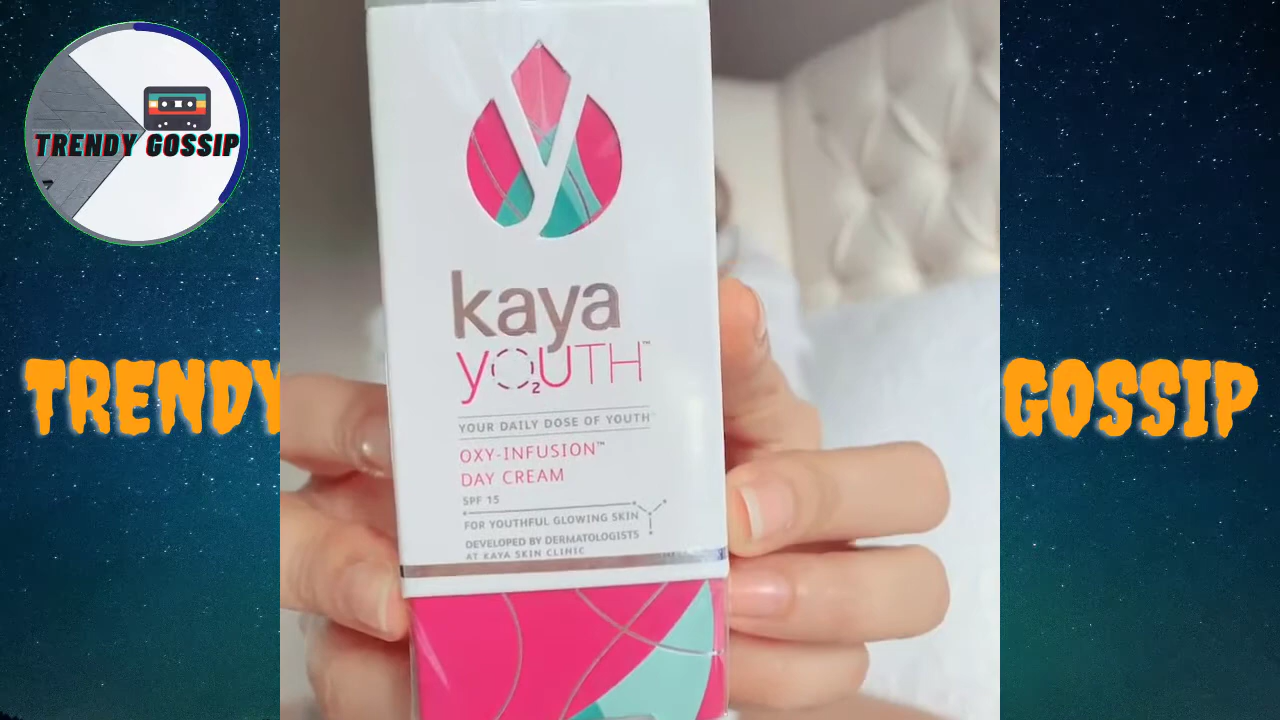 TRENDY GOSSIP
TRENDY
GOSSIP
kaya
yO2UTH™
YOUR DAILY DOSE OF YOUTH
OXY-INFUSION™
DAY CREAM
SPF 15
FOR YOUTHFUL GLOWING SKIN
DEVELOPED BY DERMATOLOGISTS
AT KAYA SKIN CLINIC